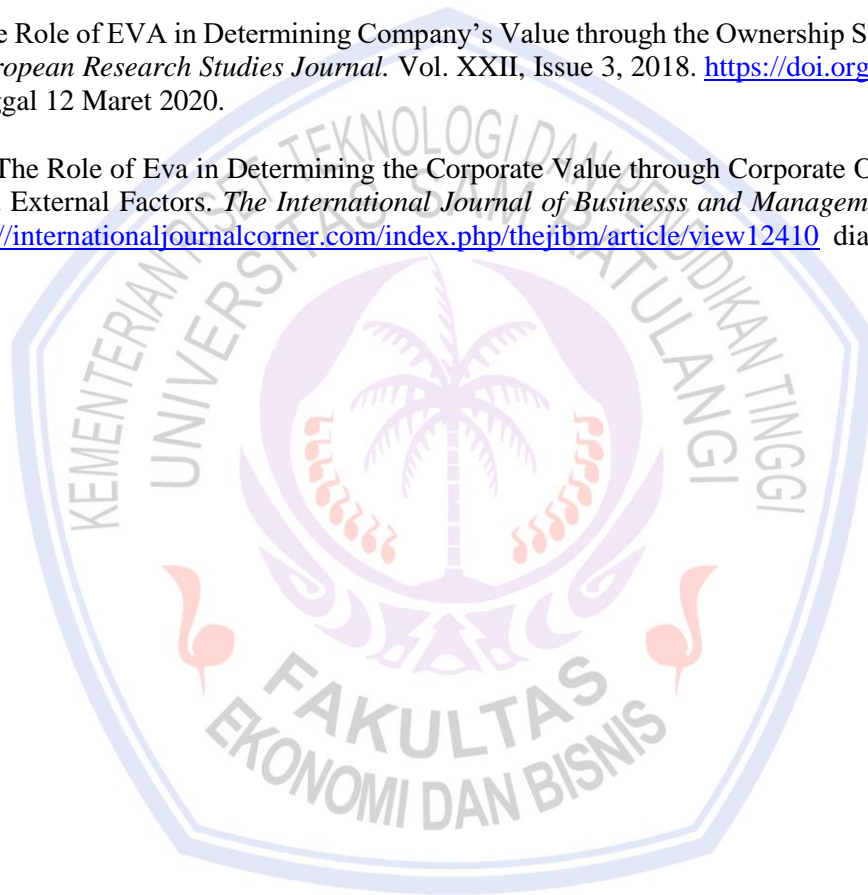 e Role of EVA in Determining Company's Value through the Ownership S
ropean Research Studies Journal. Vol. XXII, Issue 3, 2018. https://doi.org
ggal 12 Maret 2020.
The Role of Eva in Determining the Corporate Value through Corporate O
External Factors. The International Journal of Businesss and Managem
//internationaljournalcorner.com/index.php/thejibm/article/view12410 dia
KEMENTERIAN RISET TEKNOLOGI DAN PENDIDIKAN TINGGI
UNIVERSITAS SAM RATULANGI
FAKULTAS
EKONOMI DAN BISNIS